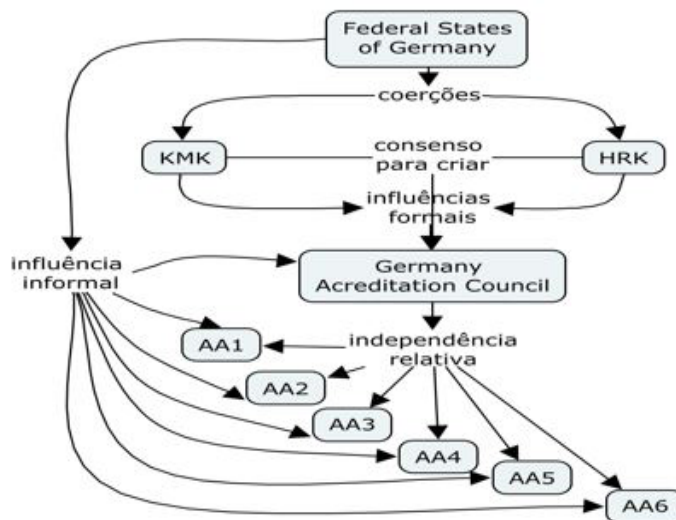 Federal States
of Germany
coerções
KMK
consenso
para criar
HRK
influências
formais
influência
informal
Germany
Acreditation Council
independência
relativa
AA1
AA2
AA3
AA4
AA5
AA6